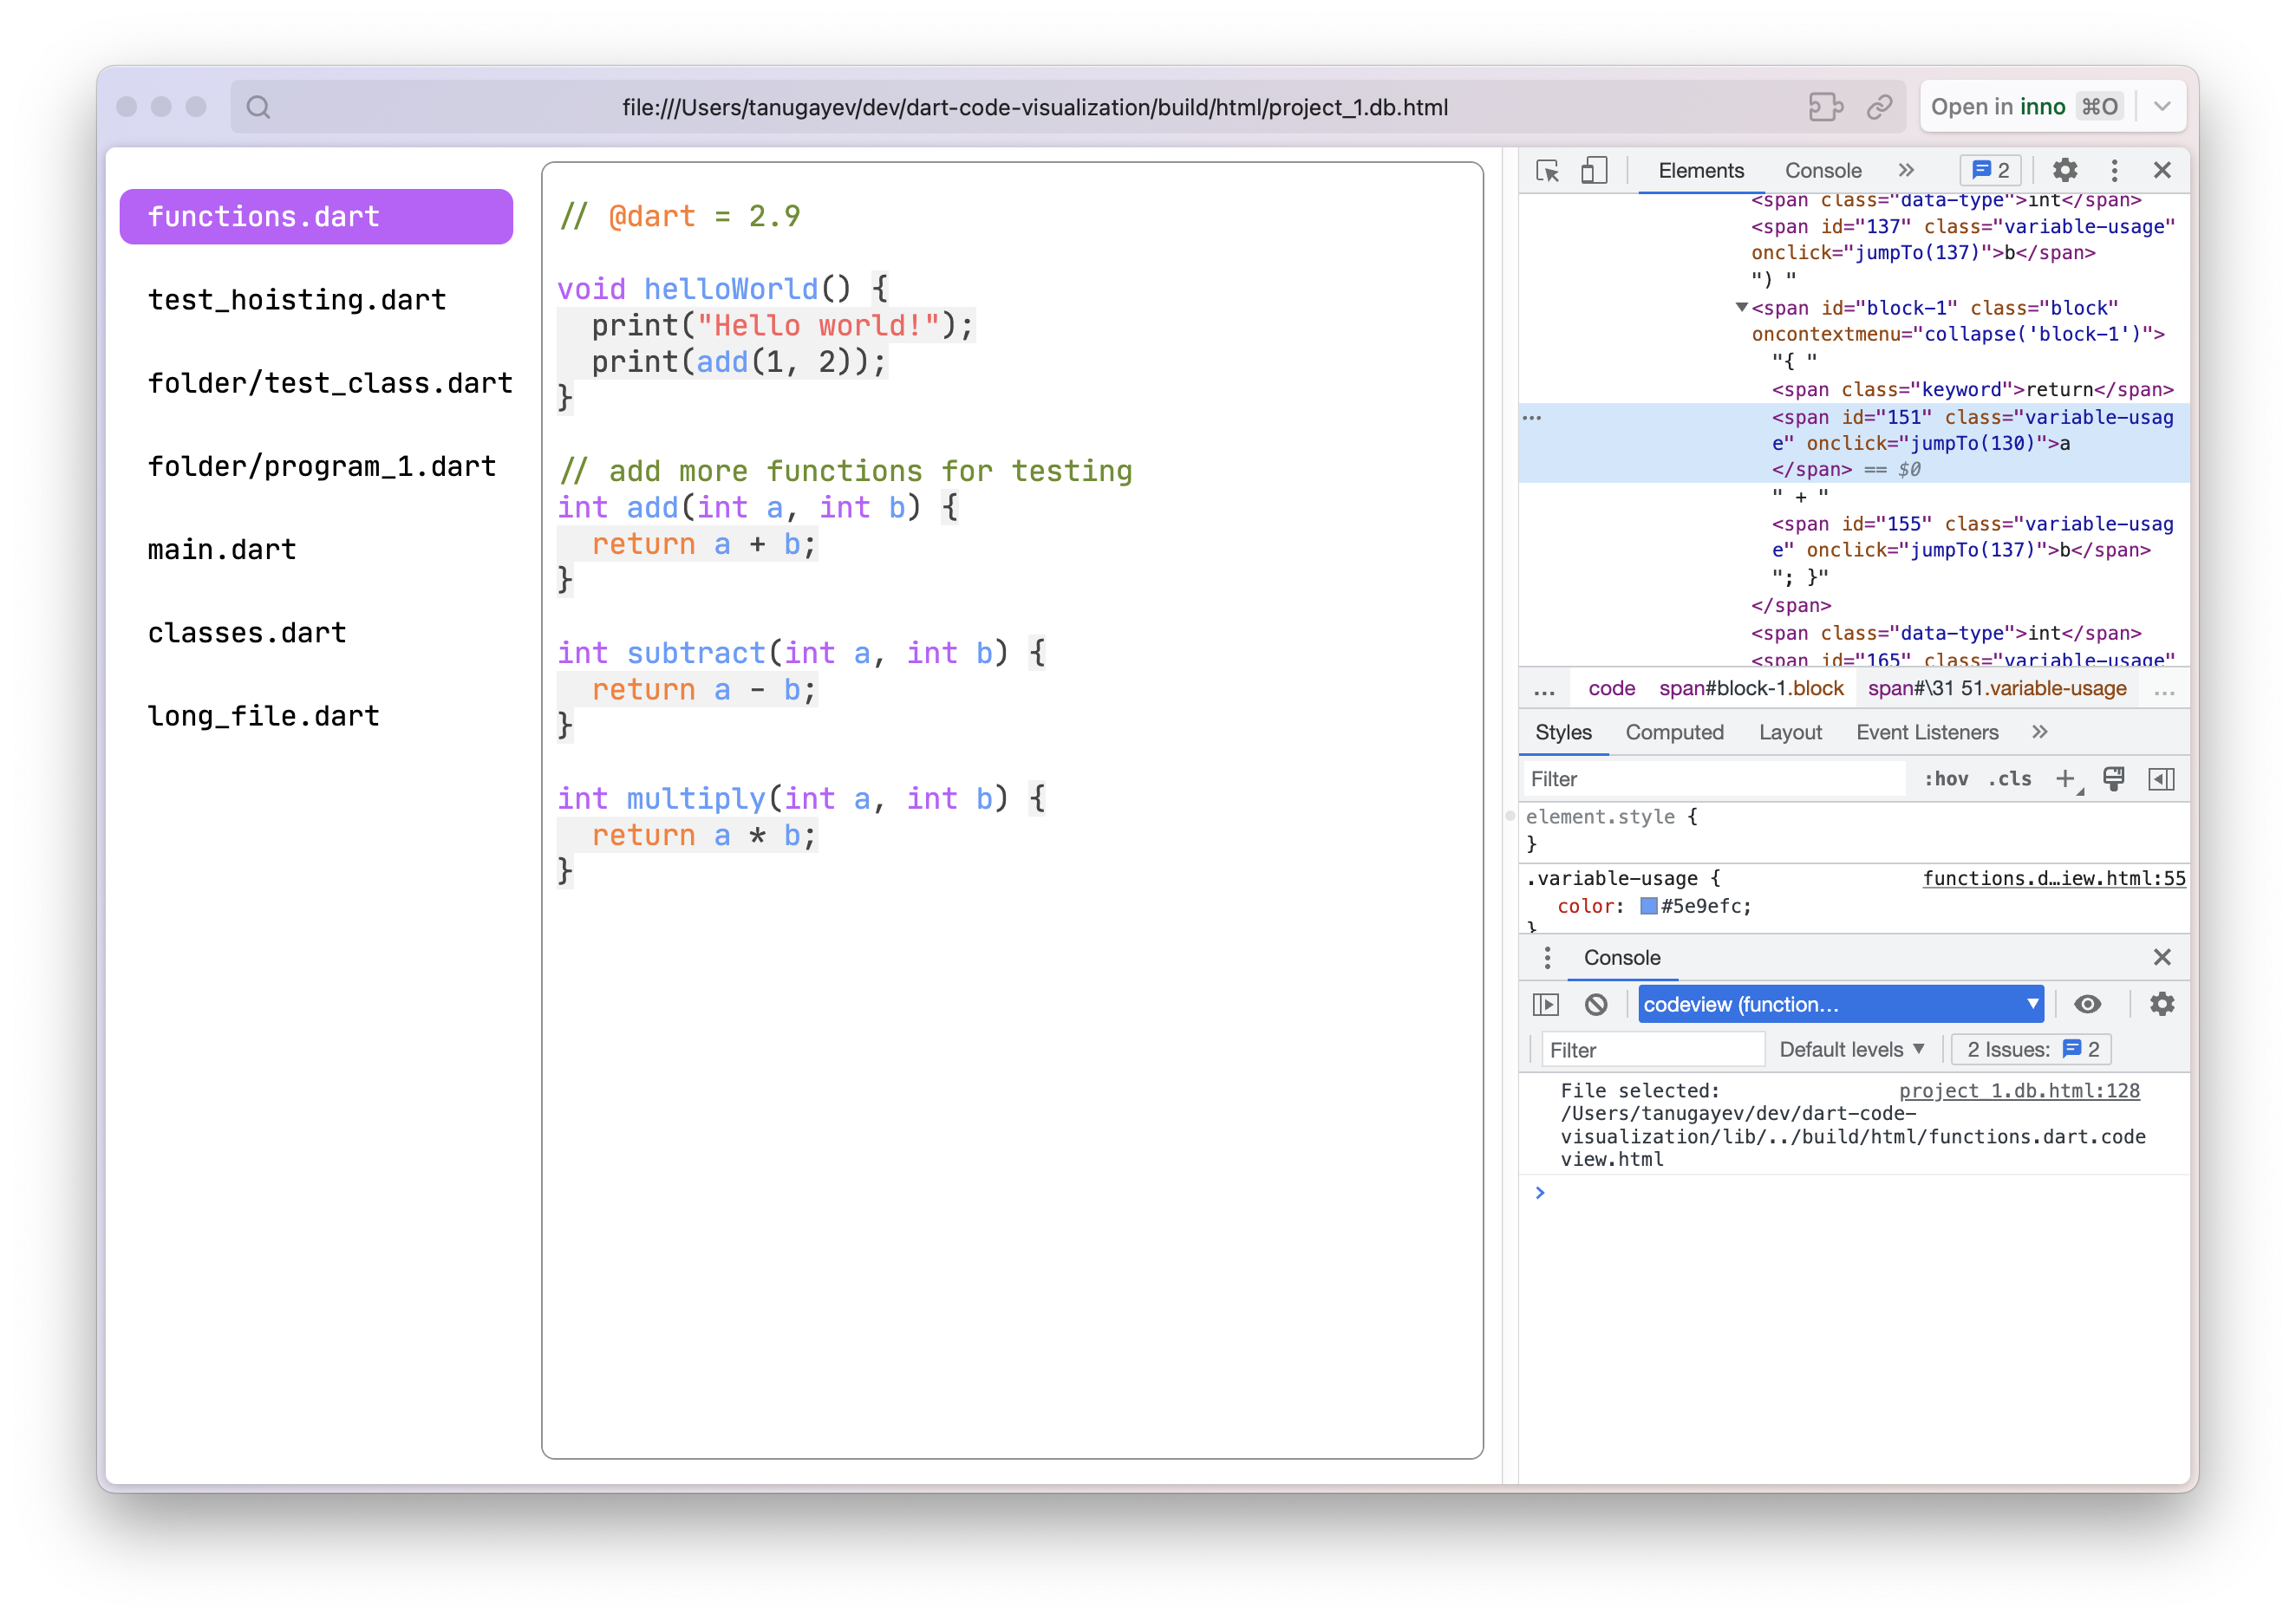 file:///Users/tanugayev/dev/dart-code-visualization/build/html/project_1.db.html
Open in inno ⌘O
functions.dart
test_hoisting.dart
folder/test_class.dart
folder/program_1.dart
main.dart
classes.dart
long_file.dart
// @dart = 2.9
void helloWorld() {
  print("Hello world!");
  print(add(1, 2));
}
// add more functions for testing
int add(int a, int b) {
  return a + b;
}
int subtract(int a, int b) {
  return a - b;
}
int multiply(int a, int b) {
  return a * b;
}
Elements Console » 2
<span class="data-type">int</span>
<span id="137" class="variable-usage"
onclick="jumpTo(137)">b</span>
") "
▼<span id="block-1" class="block"
oncontextmenu="collapse('block-1')">
"{ "
<span class="keyword">return</span>
… <span id="151" class="variable-usag
e" onclick="jumpTo(130)">a
</span> == $0
" + "
<span id="155" class="variable-usag
e" onclick="jumpTo(137)">b</span>
"; }"
</span>
<span class="data-type">int</span>
<span id="165" class="variable-usage"
… code span#block-1.block span#\31 51.variable-usage …
Styles Computed Layout Event Listeners »
Filter :hov .cls +
element.style {
}
.variable-usage { functions.d…iew.html:55
color: #5e9efc;
}
Console
codeview (function… ▼
Filter Default levels ▼ 2 Issues: 2
File selected: project_1.db.html:128
/Users/tanugayev/dev/dart-code-
visualization/lib/../build/html/functions.dart.code
view.html
>